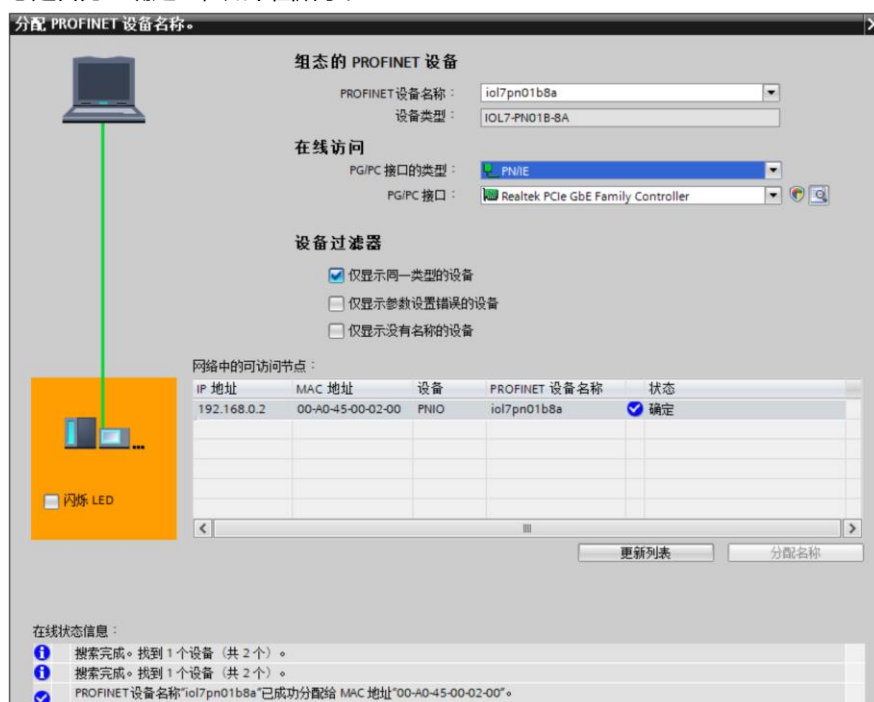 分配 PROFINET 设备名称。
组态的 PROFINET 设备
PROFINET设备名称： iol7pn01b8a
设备类型： IOL7-PN01B-8A
在线访问
PG/PC 接口的类型： PN/IE
PG/PC 接口： Realtek PCIe GbE Family Controller
设备过滤器
仅显示同一类型的设备
仅显示参数设置错误的设备
仅显示没有名称的设备
网络中的可访问节点：
IP 地址 MAC 地址 设备 PROFINET 设备名称 状态
192.168.0.2 00-A0-45-00-02-00 PNIO iol7pn01b8a 确定
闪烁 LED
更新列表 分配名称
在线状态信息：
搜索完成。找到 1 个设备（共 2 个）。
搜索完成。找到 1 个设备（共 2 个）。
PROFINET设备名称"iol7pn01b8a"已成功分配给 MAC 地址"00-A0-45-00-02-00"。